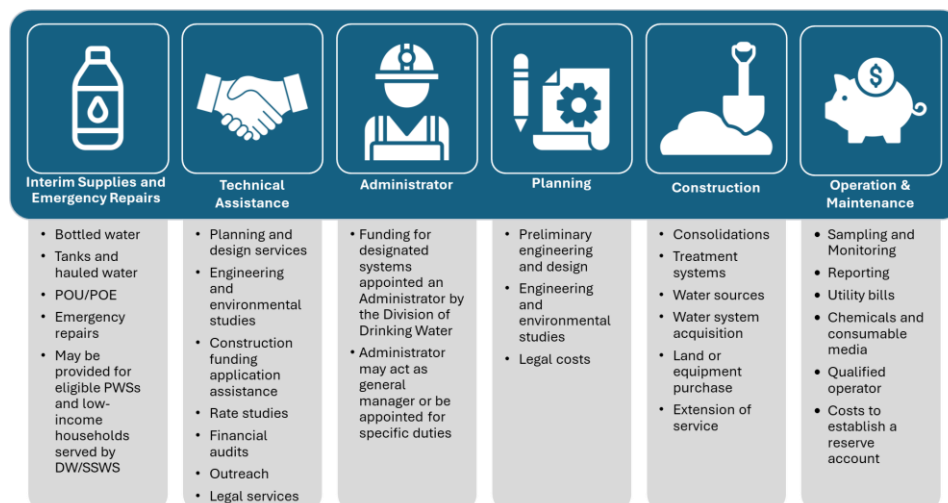 Interim Supplies and
Emergency Repairs
• Bottled water
• Tanks and
hauled water
• POU/POE
• Emergency
repairs
• May be
provided for
eligible PWSs
and low-
income
households
served by
DW/SSWS
Technical
Assistance
• Planning and
design services
• Engineering
and
environmental
studies
• Construction
funding
application
assistance
• Rate studies
• Financial
audits
• Outreach
• Legal services
Administrator
• Funding for
designated
systems
appointed an
Administrator by
the Division of
Drinking Water
• Administrator
may act as
general
manager or be
appointed for
specific duties
Planning
• Preliminary
engineering
and design
• Engineering
and
environmental
studies
• Legal costs
Construction
• Consolidations
• Treatment
systems
• Water sources
• Water system
acquisition
• Land or
equipment
purchase
• Extension of
service
$
Operation &
Maintenance
• Sampling and
Monitoring
• Reporting
• Utility bills
• Chemicals and
consumable
media
• Qualified
operator
• Costs to
establish a
reserve
account